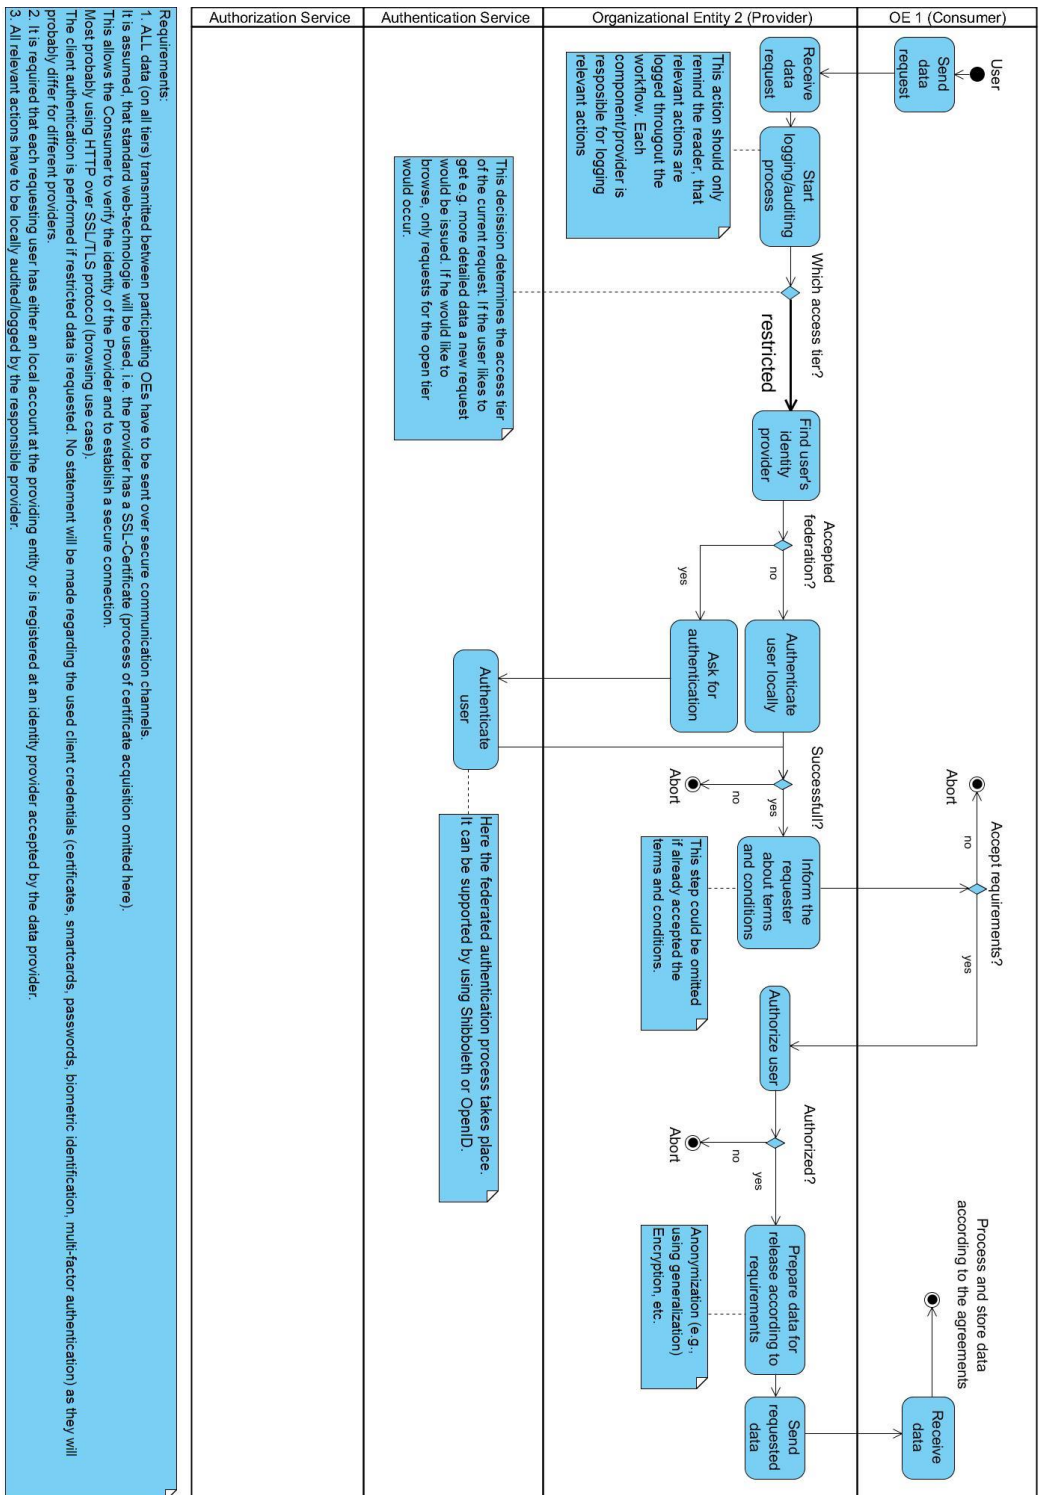 OE 1 (Consumer)
User
Send
data
request
Accept requirements?
no
Abort
yes
Process and store data
according to the agreements
Receive
data
Organizational Entity 2 (Provider)
Receive
data
request
Start
logging/auditing
process
This action should only
remind the reader, that
relevant actions are
logged througout the
workflow. Each
component/provider is
resposible for logging
relevant actions
Which access tier?
restricted
Find user's
identity
provider
Accepted
federation?
no
yes
Authenticate
user locally
Ask for
authentication
Successfull?
yes
no
Abort
Inform the
requester
about terms
and conditions
This step could be omitted
if already accepted the
terms and conditions.
Authorize user
Authorized?
no
Abort
yes
Prepare data for
release according to
requirements
Anonymization (e.g.,
using generalization)
Encryption, etc.
Send
requested
data
Authentication Service
This decission determines the access tier
of the current request. If the user likes to
get e.g. more detailed data a new request
would be issued. If he would like to
browse, only requests for the open tier
would occur.
Authenticate
user
Here the federated authentication process takes place.
It can be supported by using Shibboleth or OpenID.
Authorization Service
Requirements:
1. ALL data (on all tiers) transmitted between participating OEs have to be sent over secure communication channels.
It is assumed, that standard web-technologie will be used, i.e. the provider has a SSL-Certificate (process of certificate acquisition omitted here).
This allows the Consumer to verify the identity of the Provider and to establish a secure connection.
Most probably using HTTP over SSL/TLS protocol (browsing use case).
The client authentication is performed if restricted data is requested. No statement will be made regarding the used client credentials (certificates, smartcards, passwords, biometric identification, multi-factor authentication) as they will
probably differ for different providers.
2. It is required that each requesting user has either an local account at the providing entity or is registered at an identity provider accepted by the data provider.
3. All relevant actions have to be locally audited/logged by the responsible provider.